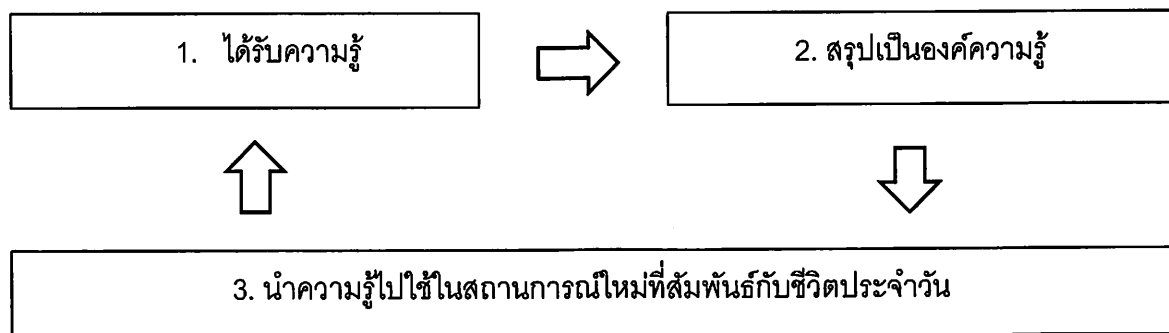 1. ได้รับความรู้
2. สรุปเป็นองค์ความรู้
3. นำความรู้ไปใช้ในสถานการณ์ใหม่ที่สัมพันธ์กับชีวิตประจำวัน